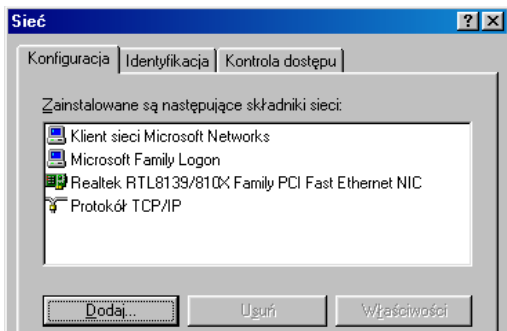 Sieć
Konfiguracja Identyfikacja Kontrola dostępu
Zainstalowane są następujące składniki sieci:
Klient sieci Microsoft Networks
Microsoft Family Logon
Realtek RTL8139/810X Family PCI Fast Ethernet NIC
Protokół TCP/IP
Dodaj... Usuń Właściwości